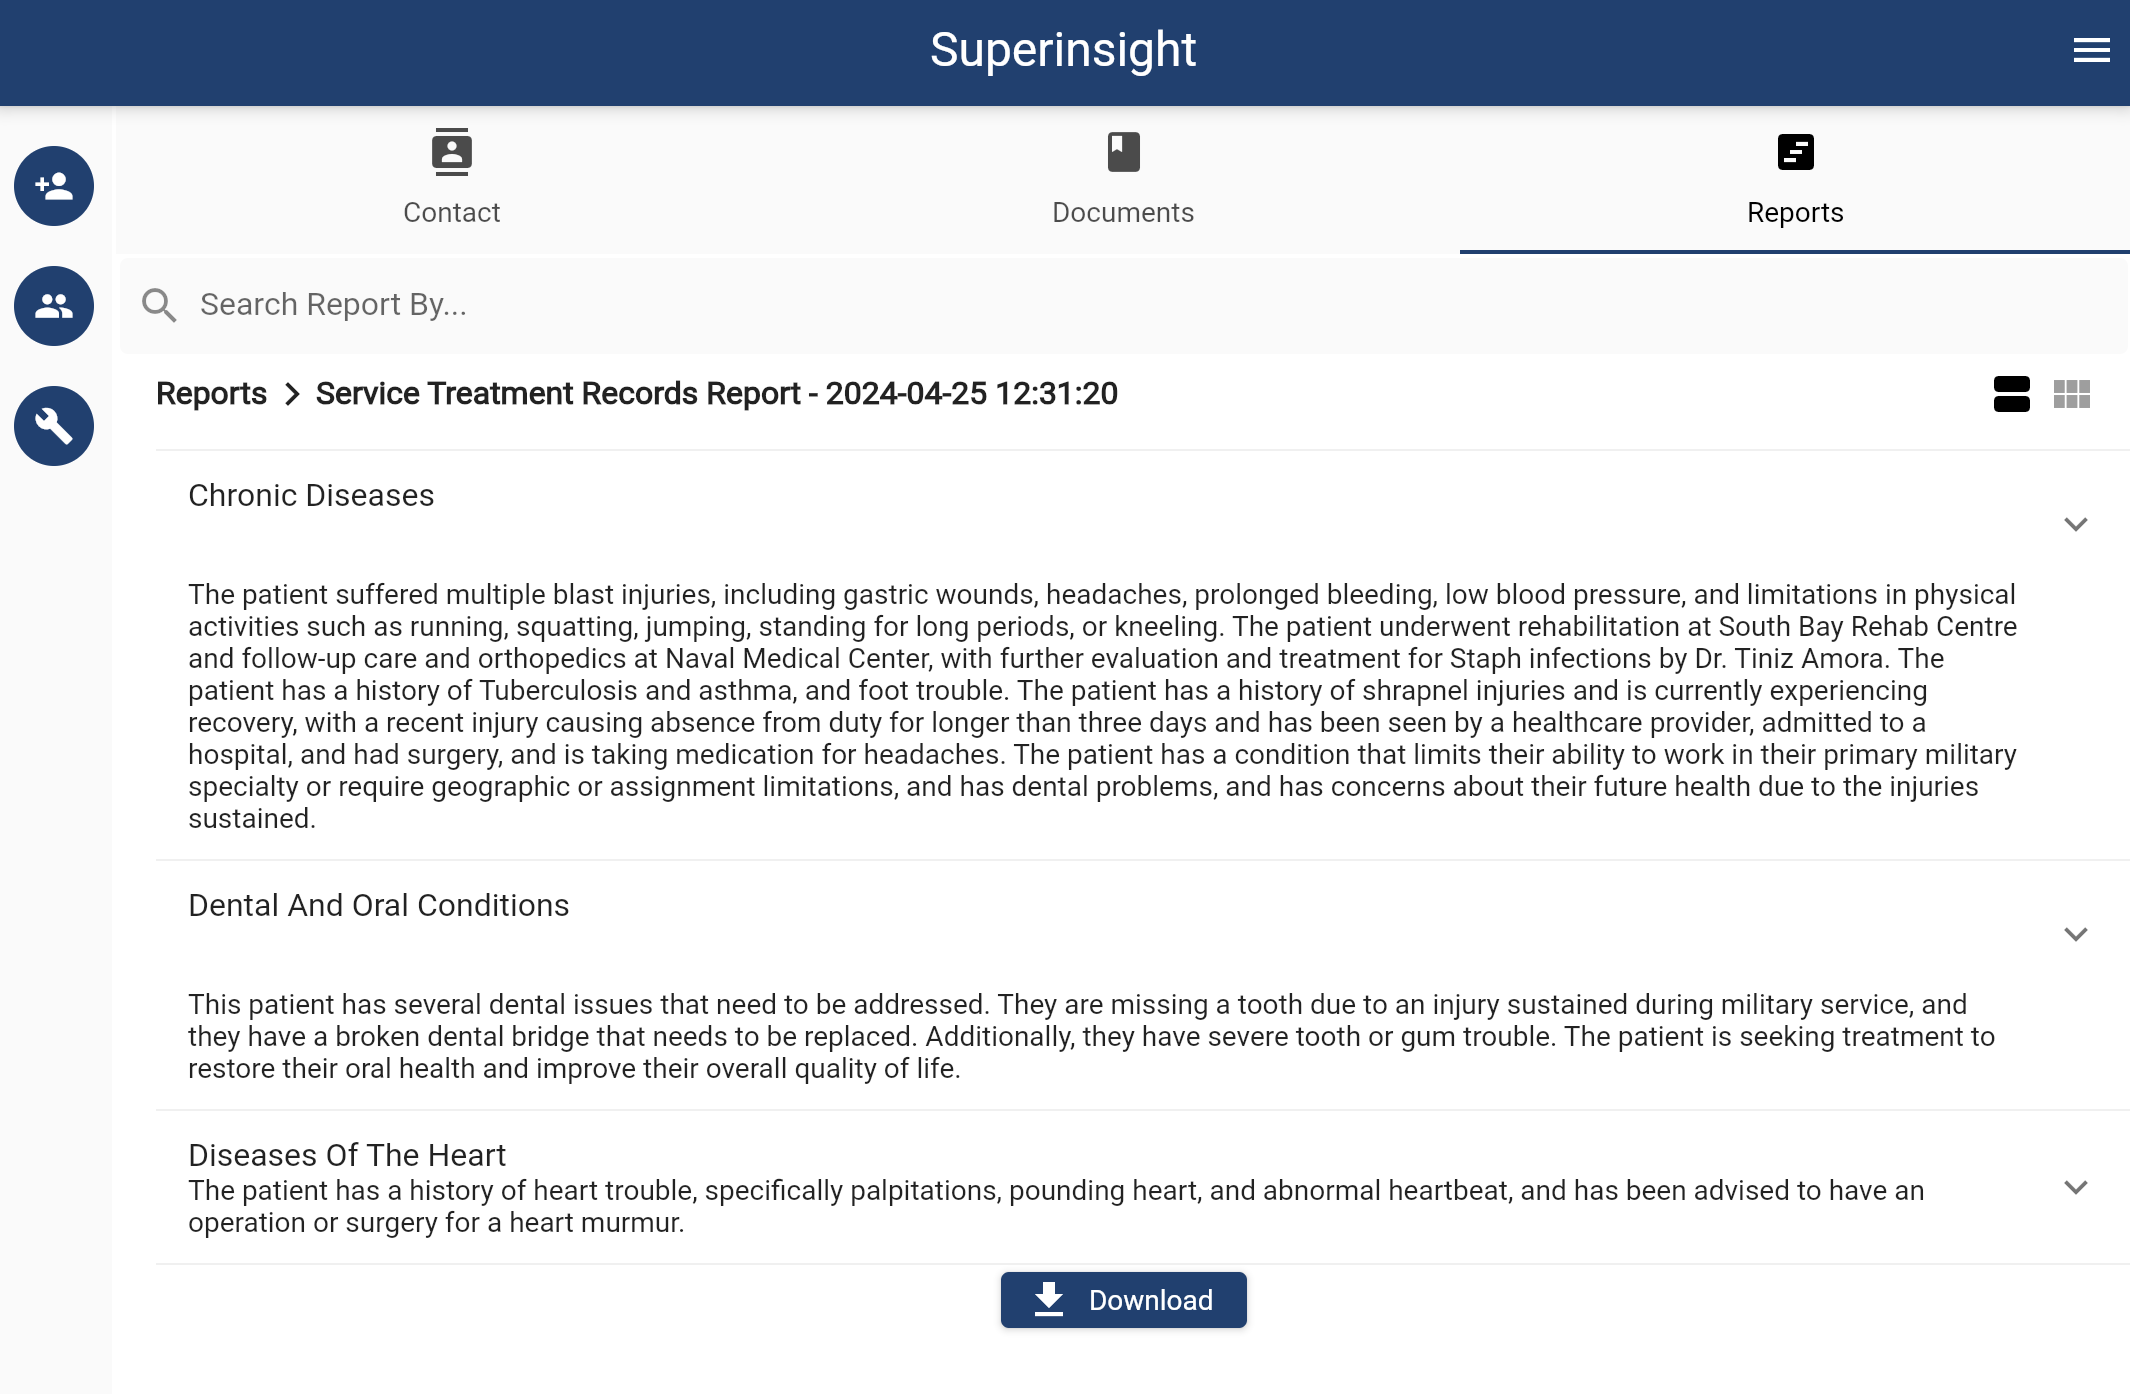 Superinsight
Contact
Documents
Reports
Search Report By...
Reports > Service Treatment Records Report - 2024-04-25 12:31:20
Chronic Diseases
The patient suffered multiple blast injuries, including gastric wounds, headaches, prolonged bleeding, low blood pressure, and limitations in physical
activities such as running, squatting, jumping, standing for long periods, or kneeling. The patient underwent rehabilitation at South Bay Rehab Centre
and follow-up care and orthopedics at Naval Medical Center, with further evaluation and treatment for Staph infections by Dr. Tiniz Amora. The
patient has a history of Tuberculosis and asthma, and foot trouble. The patient has a history of shrapnel injuries and is currently experiencing
recovery, with a recent injury causing absence from duty for longer than three days and has been seen by a healthcare provider, admitted to a
hospital, and had surgery, and is taking medication for headaches. The patient has a condition that limits their ability to work in their primary military
specialty or require geographic or assignment limitations, and has dental problems, and has concerns about their future health due to the injuries
sustained.
Dental And Oral Conditions
This patient has several dental issues that need to be addressed. They are missing a tooth due to an injury sustained during military service, and
they have a broken dental bridge that needs to be replaced. Additionally, they have severe tooth or gum trouble. The patient is seeking treatment to
restore their oral health and improve their overall quality of life.
Diseases Of The Heart
The patient has a history of heart trouble, specifically palpitations, pounding heart, and abnormal heartbeat, and has been advised to have an
operation or surgery for a heart murmur.
Download